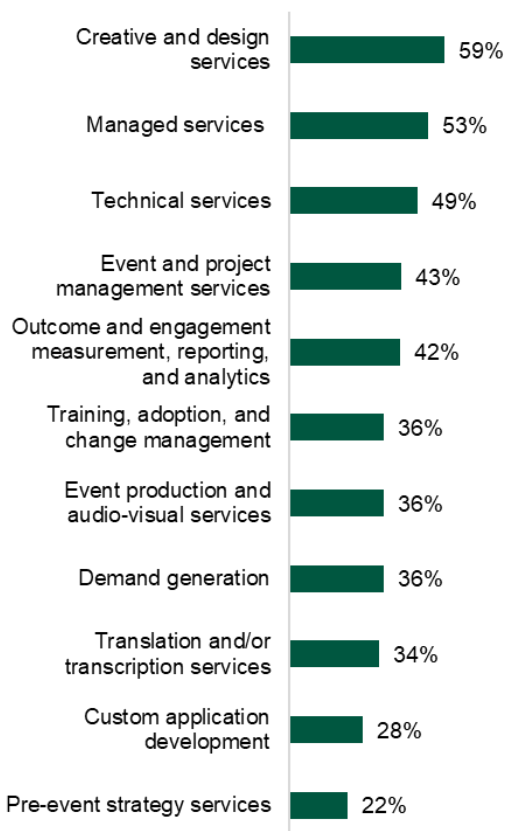 Creative and design
services
59%
Managed services
53%
Technical services
49%
Event and project
management services
43%
Outcome and engagement
measurement, reporting,
and analytics
42%
Training, adoption, and
change management
36%
Event production and
audio-visual services
36%
Demand generation
36%
Translation and/or
transcription services
34%
Custom application
development
28%
Pre-event strategy services
22%